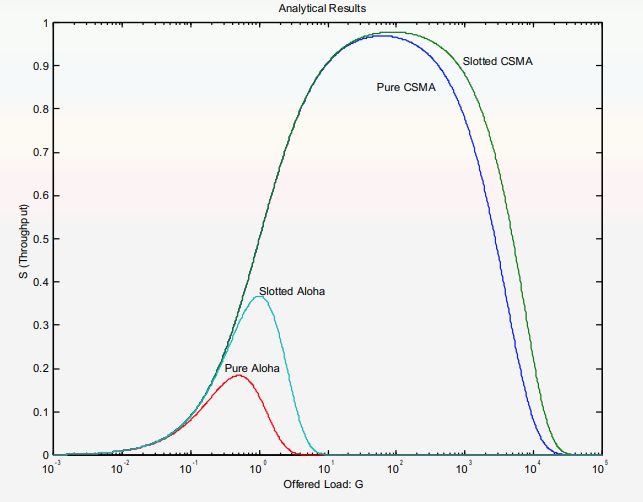 Analytical Results
1
0.9
0.8
0.7
0.6
0.5
0.4
0.3
0.2
0.1
0
S (Throughput)
Slotted CSMA
Pure CSMA
Slotted Aloha
Pure Aloha
10⁻³ 10⁻² 10⁻¹ 10⁰ 10¹ 10² 10³ 10⁴ 10⁵
Offered Load: G